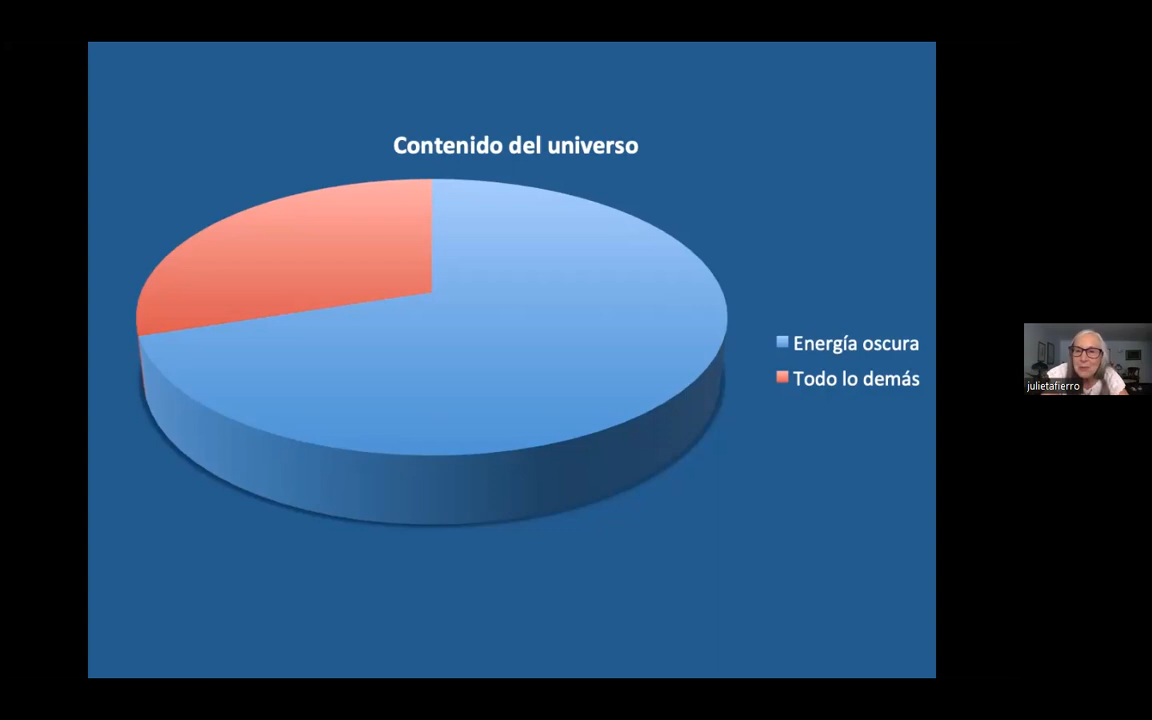 Contenido del universo
Energía oscura
Todo lo demás
julietafierro